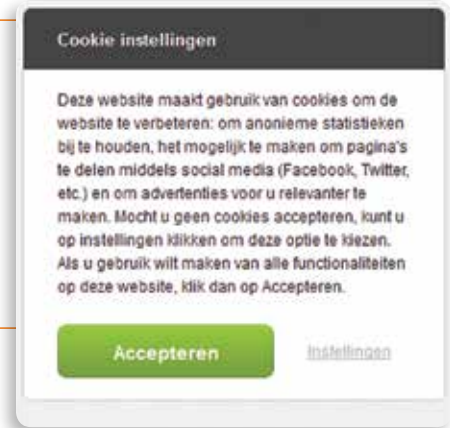 Cookie instellingen
Deze website maakt gebruik van cookies om de
website te verbeteren: om anonieme statistieken
bij te houden, het mogelijk te maken om pagina's
te delen middels social media (Facebook, Twitter,
etc.) en om advertenties voor u relevanter te
maken. Mocht u geen cookies accepteren, kunt u
op instellingen klikken om deze optie te kiezen.
Als u gebruik wilt maken van alle functionaliteiten
op deze website, klik dan op Accepteren.
Accepteren
Instellingen